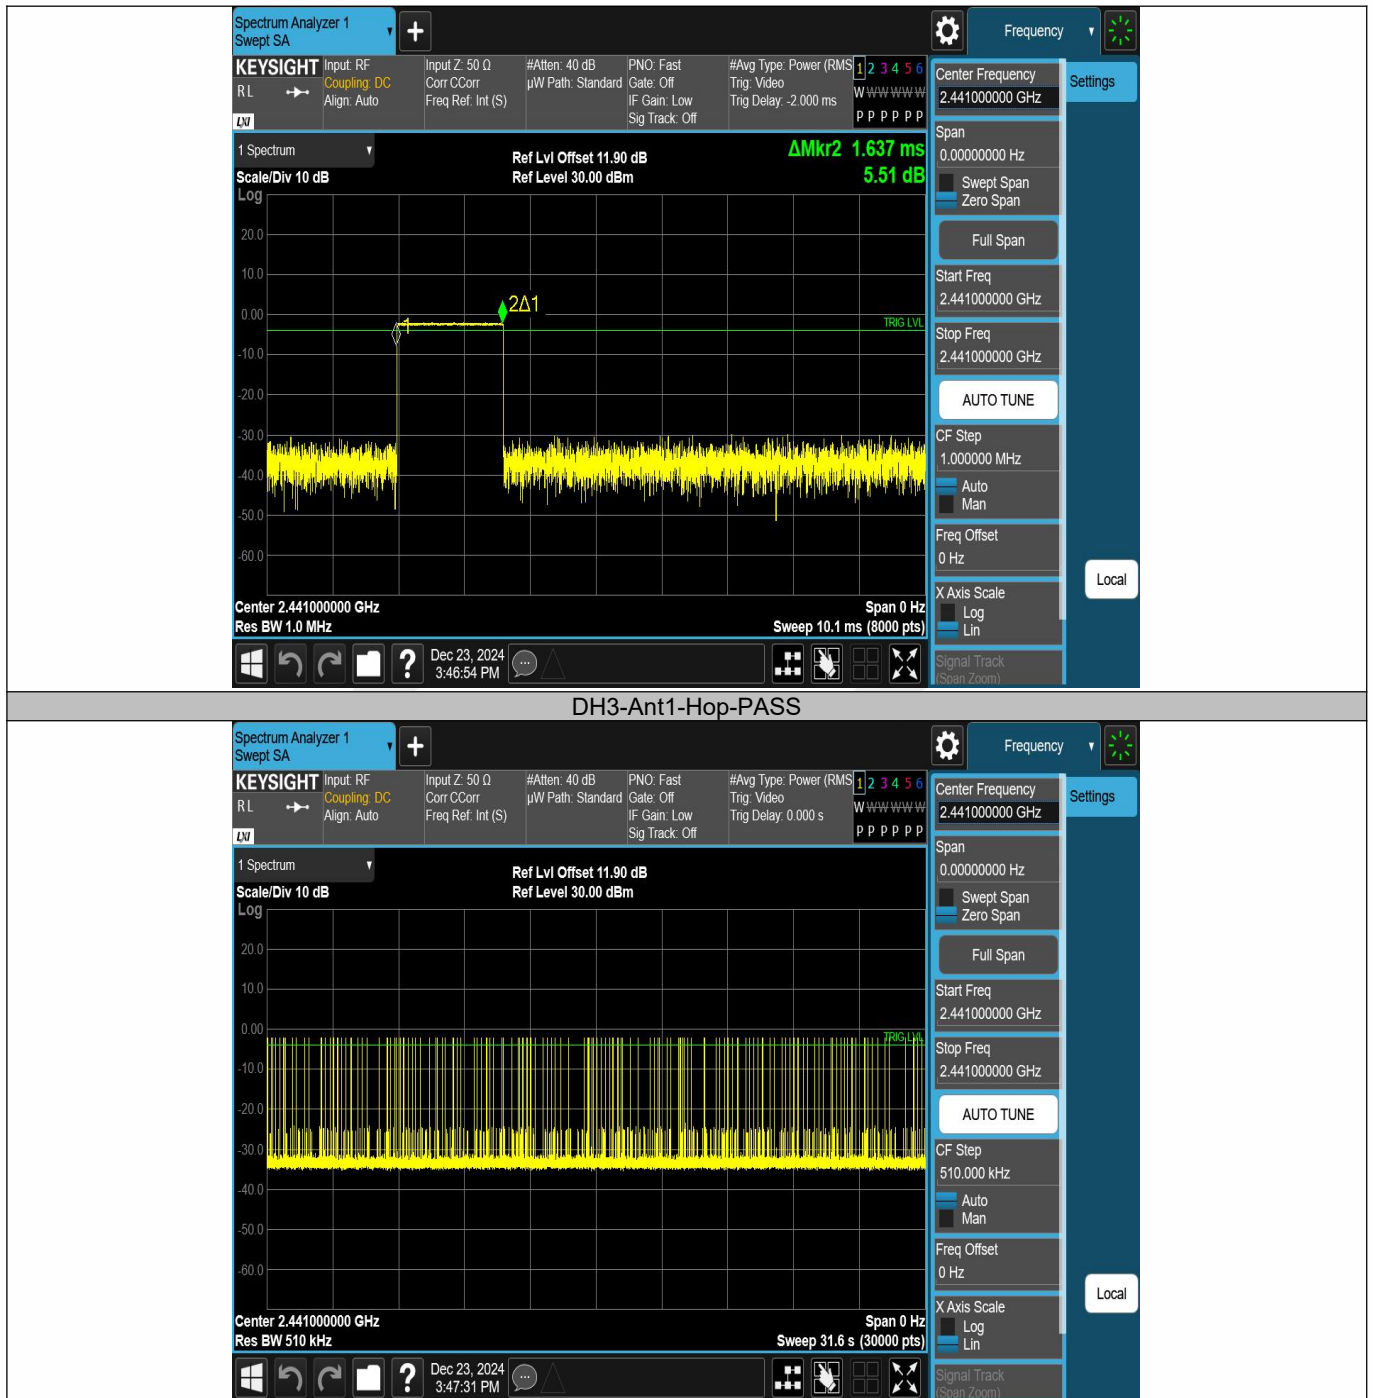 Spectrum Analyzer 1
Swept SA
+
Frequency
KEYSIGHT
R L
LXI
Input: RF
Coupling: DC
Align: Auto
Input Z: 50 Ω
Corr CCorr
Freq Ref: Int (S)
#Atten: 40 dB
µW Path: Standard
PNO: Fast
Gate: Off
IF Gain: Low
Sig Track: Off
#Avg Type: Power (RMS
Trig: Video
Trig Delay: -2.000 ms
1 2 3 4 5 6
W W W W W W
P P P P P P
1 Spectrum
Scale/Div 10 dB
Ref Lvl Offset 11.90 dB
Ref Level 30.00 dBm
ΔMkr2 1.637 ms
5.51 dB
Log
20.0
10.0
0.00
-10.0
-20.0
-30.0
-40.0
-50.0
-60.0
1
2Δ1
TRIG LVL
Center 2.441000000 GHz
Res BW 1.0 MHz
Span 0 Hz
Sweep 10.1 ms (8000 pts)
Dec 23, 2024
3:46:54 PM
Center Frequency
2.441000000 GHz
Settings
Span
0.00000000 Hz
Swept Span
Zero Span
Full Span
Start Freq
2.441000000 GHz
Stop Freq
2.441000000 GHz
AUTO TUNE
CF Step
1.000000 MHz
Auto
Man
Freq Offset
0 Hz
X Axis Scale
Log
Lin
Signal Track
(Span Zoom)
Local
DH3-Ant1-Hop-PASS
Spectrum Analyzer 1
Swept SA
+
Frequency
KEYSIGHT
R L
LXI
Input: RF
Coupling: DC
Align: Auto
Input Z: 50 Ω
Corr CCorr
Freq Ref: Int (S)
#Atten: 40 dB
µW Path: Standard
PNO: Fast
Gate: Off
IF Gain: Low
Sig Track: Off
#Avg Type: Power (RMS
Trig: Video
Trig Delay: 0.000 s
1 2 3 4 5 6
W W W W W W
P P P P P P
1 Spectrum
Scale/Div 10 dB
Ref Lvl Offset 11.90 dB
Ref Level 30.00 dBm
Log
20.0
10.0
0.00
-10.0
-20.0
-30.0
-40.0
-50.0
-60.0
TRIG LVL
Center 2.441000000 GHz
Res BW 510 kHz
Span 0 Hz
Sweep 31.6 s (30000 pts)
Dec 23, 2024
3:47:31 PM
Center Frequency
2.441000000 GHz
Settings
Span
0.00000000 Hz
Swept Span
Zero Span
Full Span
Start Freq
2.441000000 GHz
Stop Freq
2.441000000 GHz
AUTO TUNE
CF Step
510.000 kHz
Auto
Man
Freq Offset
0 Hz
X Axis Scale
Log
Lin
Signal Track
(Span Zoom)
Local